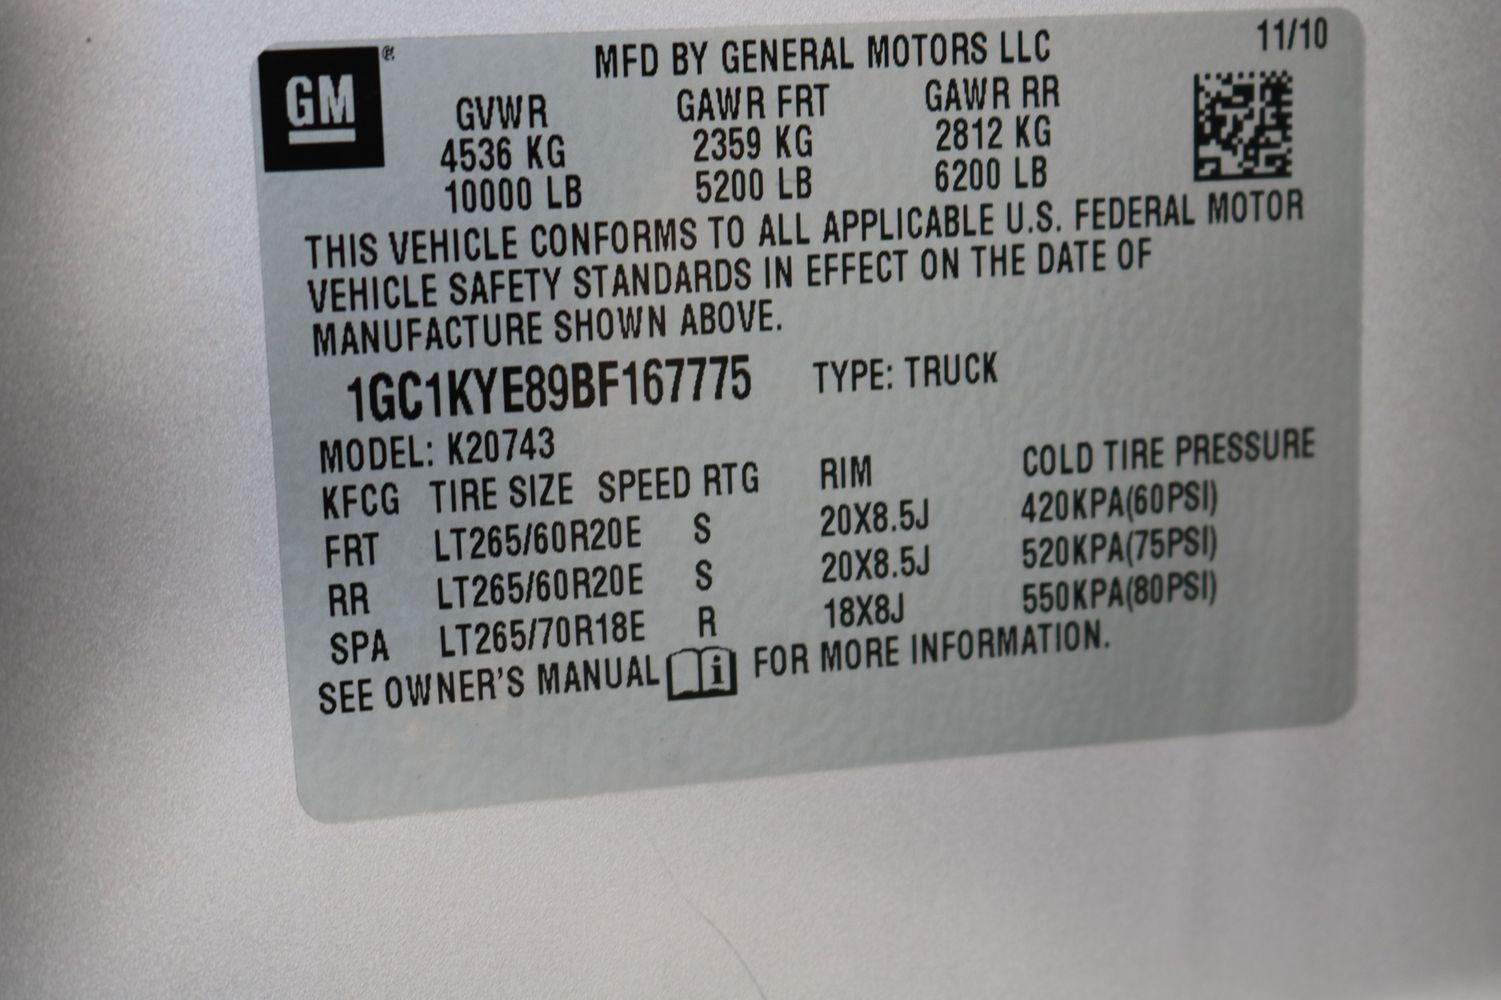 GM ®
MFD BY GENERAL MOTORS LLC 11/10
GVWR GAWR FRT GAWR RR
4536 KG 2359 KG 2812 KG
10000 LB 5200 LB 6200 LB
THIS VEHICLE CONFORMS TO ALL APPLICABLE U.S. FEDERAL MOTOR
VEHICLE SAFETY STANDARDS IN EFFECT ON THE DATE OF
MANUFACTURE SHOWN ABOVE.
1GC1KYE89BF167775 TYPE: TRUCK
MODEL: K20743
KFCG TIRE SIZE SPEED RTG RIM COLD TIRE PRESSURE
FRT LT265/60R20E S 20X8.5J 420KPA(60PSI)
RR LT265/60R20E S 20X8.5J 520KPA(75PSI)
SPA LT265/70R18E R 18X8J 550KPA(80PSI)
SEE OWNER'S MANUAL i FOR MORE INFORMATION.